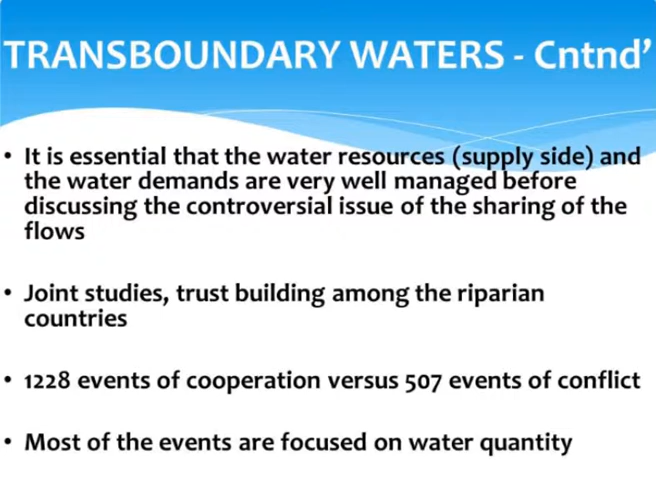 TRANSBOUNDARY WATERS - Cntnd’
• It is essential that the water resources (supply side) and
the water demands are very well managed before
discussing the controversial issue of the sharing of the
flows
• Joint studies, trust building among the riparian
countries
• 1228 events of cooperation versus 507 events of conflict
• Most of the events are focused on water quantity